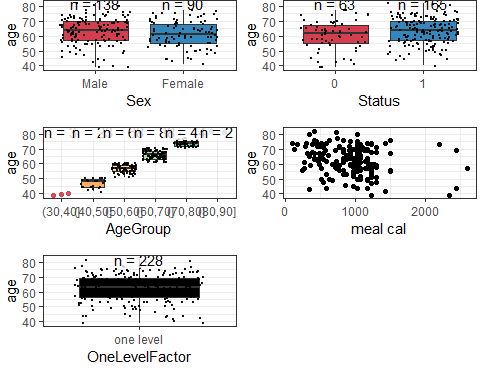 n = 138 n = 90
80
70
60
50
40
age
Male Female
Sex
n = 63 n = 165
80
70
60
50
40
age
0 1
Status
80
70
60
50
40
age
(30,40] (40,50] (50,60] (60,70] (70,80] (80,90]
AgeGroup
80
70
60
50
40
age
0 1000 2000
meal cal
n = 228
80
70
60
50
40
age
one level
OneLevelFactor